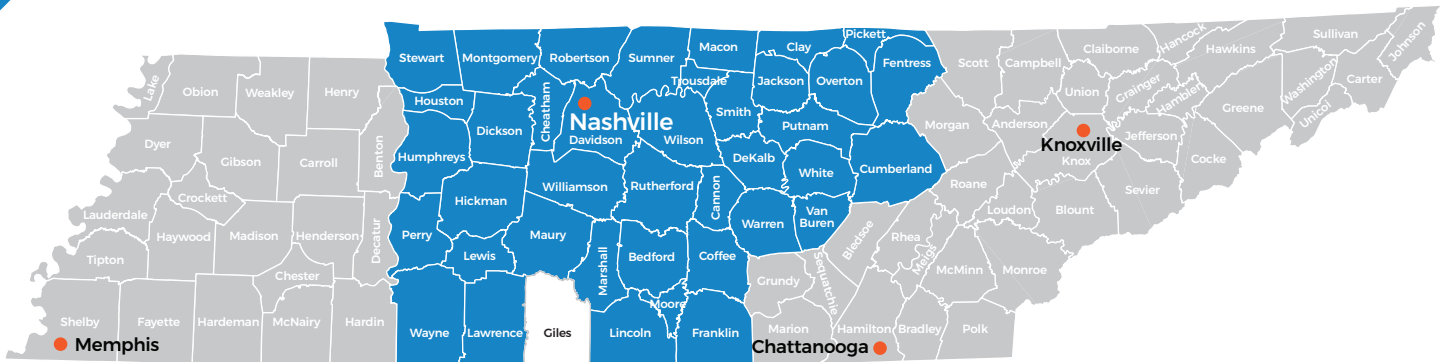 Lake
Obion
Weakley
Henry
Dyer
Gibson
Carroll
Benton
Crockett
Lauderdale
Haywood
Madison
Henderson
Decatur
Tipton
Chester
Shelby
Fayette
Hardeman
McNairy
Hardin
Memphis
Stewart
Montgomery
Robertson
Sumner
Macon
Clay
Pickett
Fentress
Trousdale
Jackson
Overton
Houston
Dickson
Cheatham
Nashville
Davidson
Wilson
Smith
Putnam
Humphreys
DeKalb
White
Cumberland
Hickman
Williamson
Rutherford
Cannon
Warren
Van
Buren
Perry
Lewis
Maury
Marshall
Bedford
Coffee
Moore
Wayne
Lawrence
Giles
Lincoln
Franklin
Scott
Campbell
Claiborne
Hancock
Hawkins
Sullivan
Johnson
Union
Grainger
Hamblen
Washington
Carter
Unicoi
Greene
Morgan
Anderson
Knoxville
Knox
Jefferson
Cocke
Sevier
Roane
Loudon
Blount
Bledsoe
Rhea
Meigs
McMinn
Monroe
Grundy
Sequatchie
Marion
Hamilton
Bradley
Polk
Chattanooga